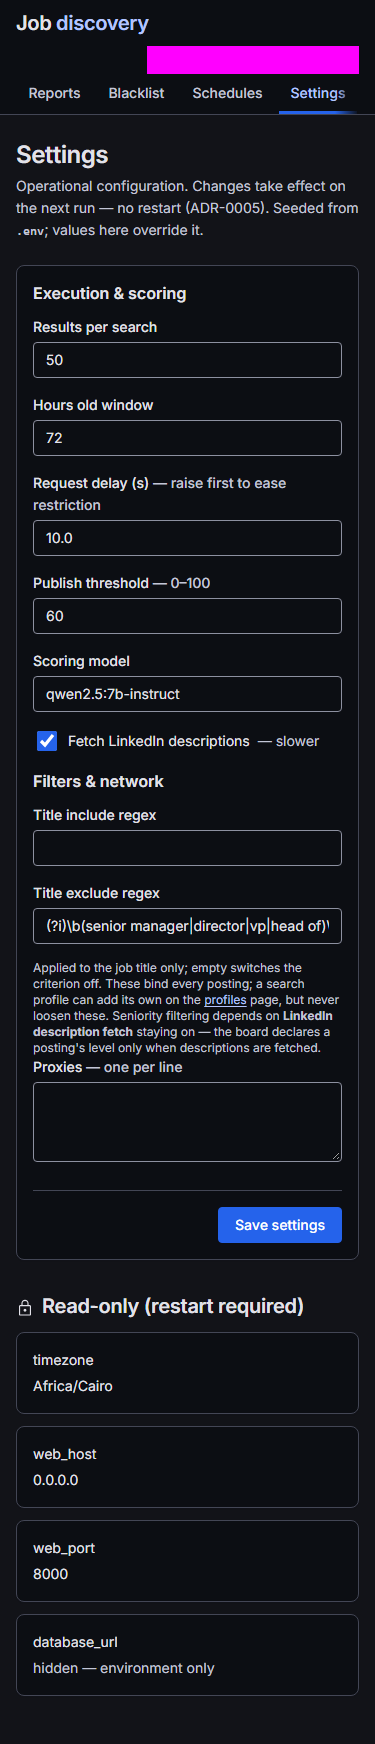 Job discovery
Reports Blacklist Schedules Settings
Settings
Operational configuration. Changes take effect on
the next run — no restart (ADR-0005). Seeded from
.env; values here override it.
Execution & scoring
Results per search
50
Hours old window
72
Request delay (s) — raise first to ease
restriction
10.0
Publish threshold — 0–100
60
Scoring model
qwen2.5:7b-instruct
Fetch LinkedIn descriptions — slower
Filters & network
Title include regex
Title exclude regex
(?i)\b(senior manager|director|vp|head of)\
Applied to the job title only; empty switches the
criterion off. These bind every posting; a search
profile can add its own on the profiles page, but never
loosen these. Seniority filtering depends on LinkedIn
description fetch staying on — the board declares a
posting's level only when descriptions are fetched.
Proxies — one per line
Save settings
Read-only (restart required)
timezone
Africa/Cairo
web_host
0.0.0.0
web_port
8000
database_url
hidden — environment only